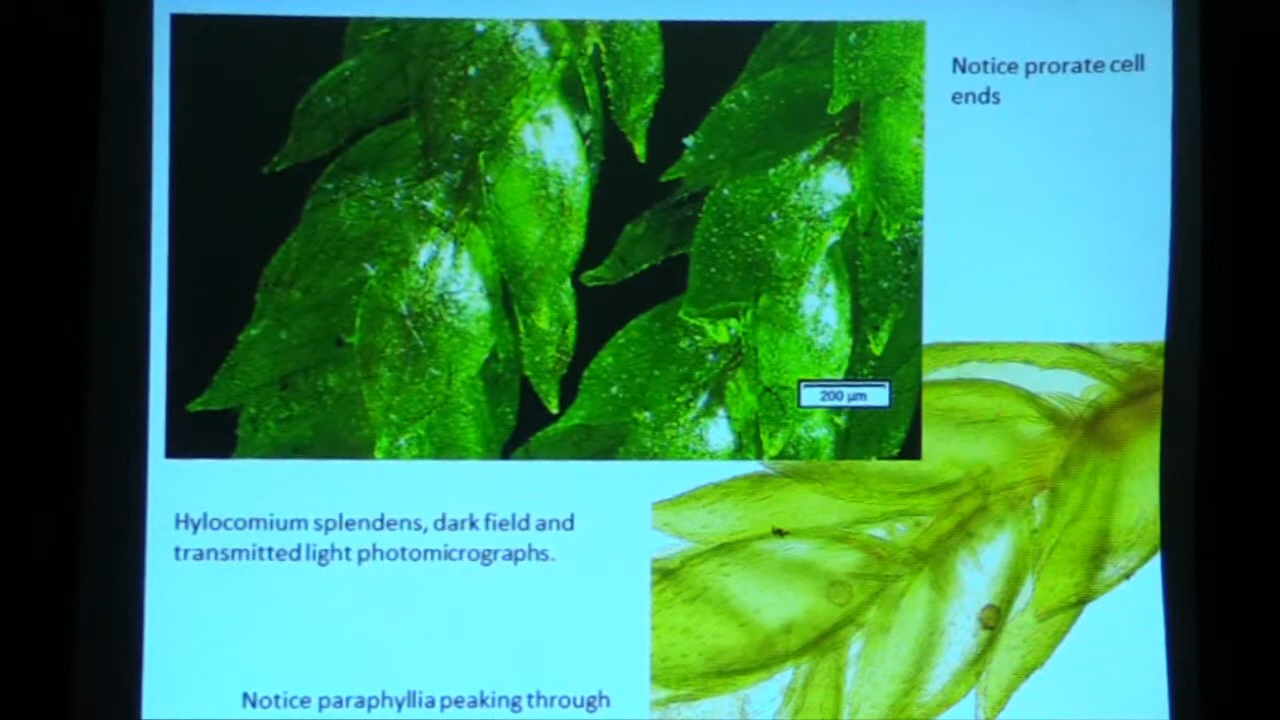 Notice prorate cell
ends
200 µm
Hylocomium splendens, dark field and
transmitted light photomicrographs.
Notice paraphyllia peaking through